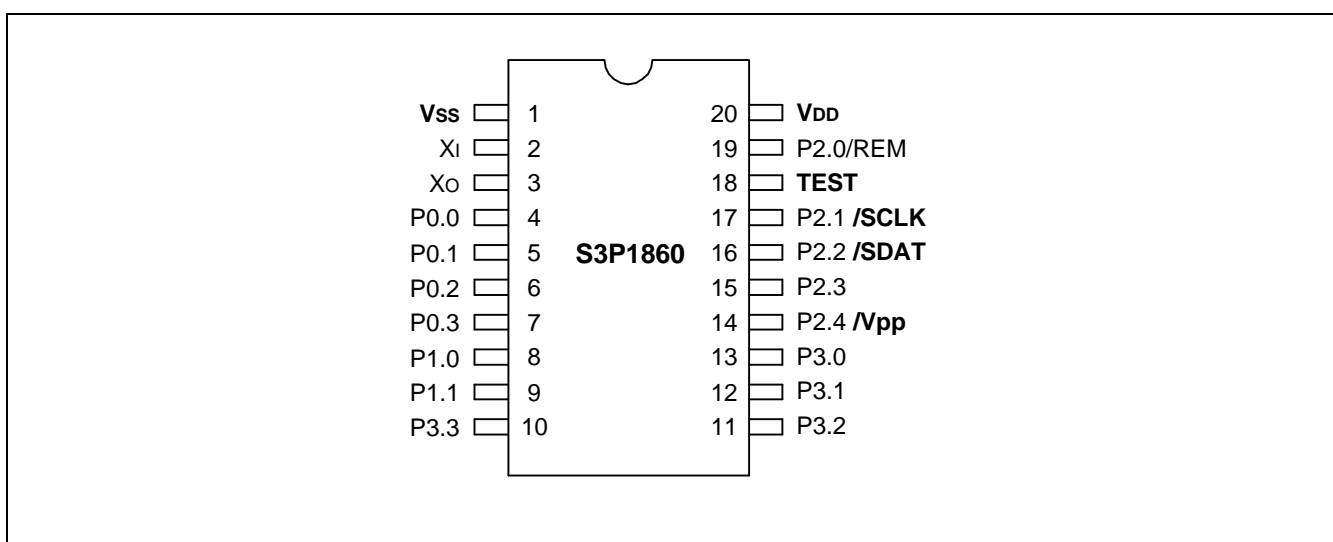 VSS 1 20 VDD
XI 2 19 P2.0/REM
XO 3 18 TEST
P0.0 4 17 P2.1 /SCLK
P0.1 5 S3P1860 16 P2.2 /SDAT
P0.2 6 15 P2.3
P0.3 7 14 P2.4 /Vpp
P1.0 8 13 P3.0
P1.1 9 12 P3.1
P3.3 10 11 P3.2